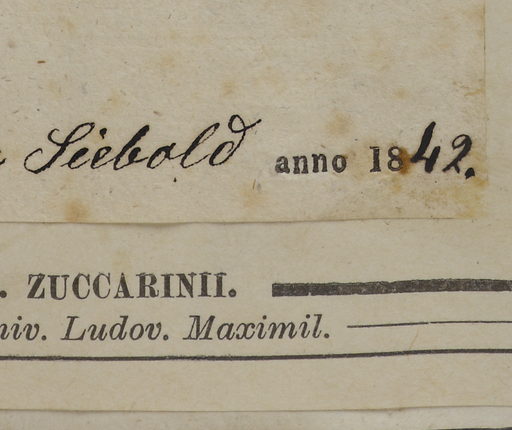 Siebold anno 1842.
. ZUCCARINII.
niv. Ludov. Maximil.